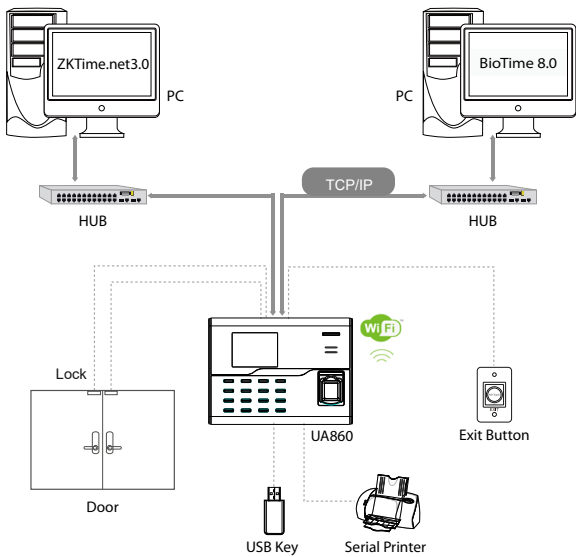 ZKTime.net3.0
BioTime 8.0
PC
PC
TCP/IP
HUB
HUB
WiFi
Lock
UA860
EXIT
Exit Button
Door
USB Key
Serial Printer